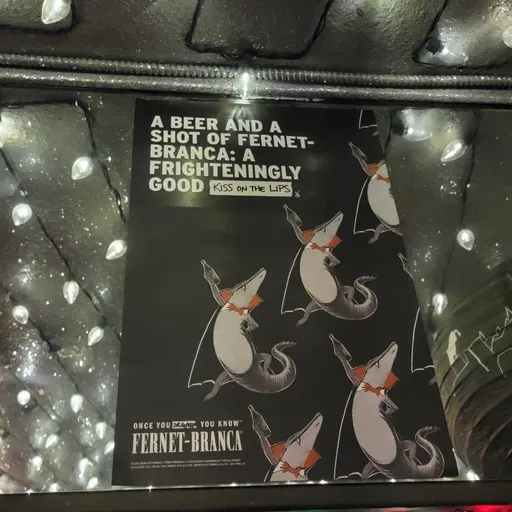 A BEER AND A
SHOT OF FERNET-
BRANCA: A
FRIGHTENINGLY
GOOD KISS ON THE LIPS
ONCE YOU YOU KNOW
FERNET-BRANCA